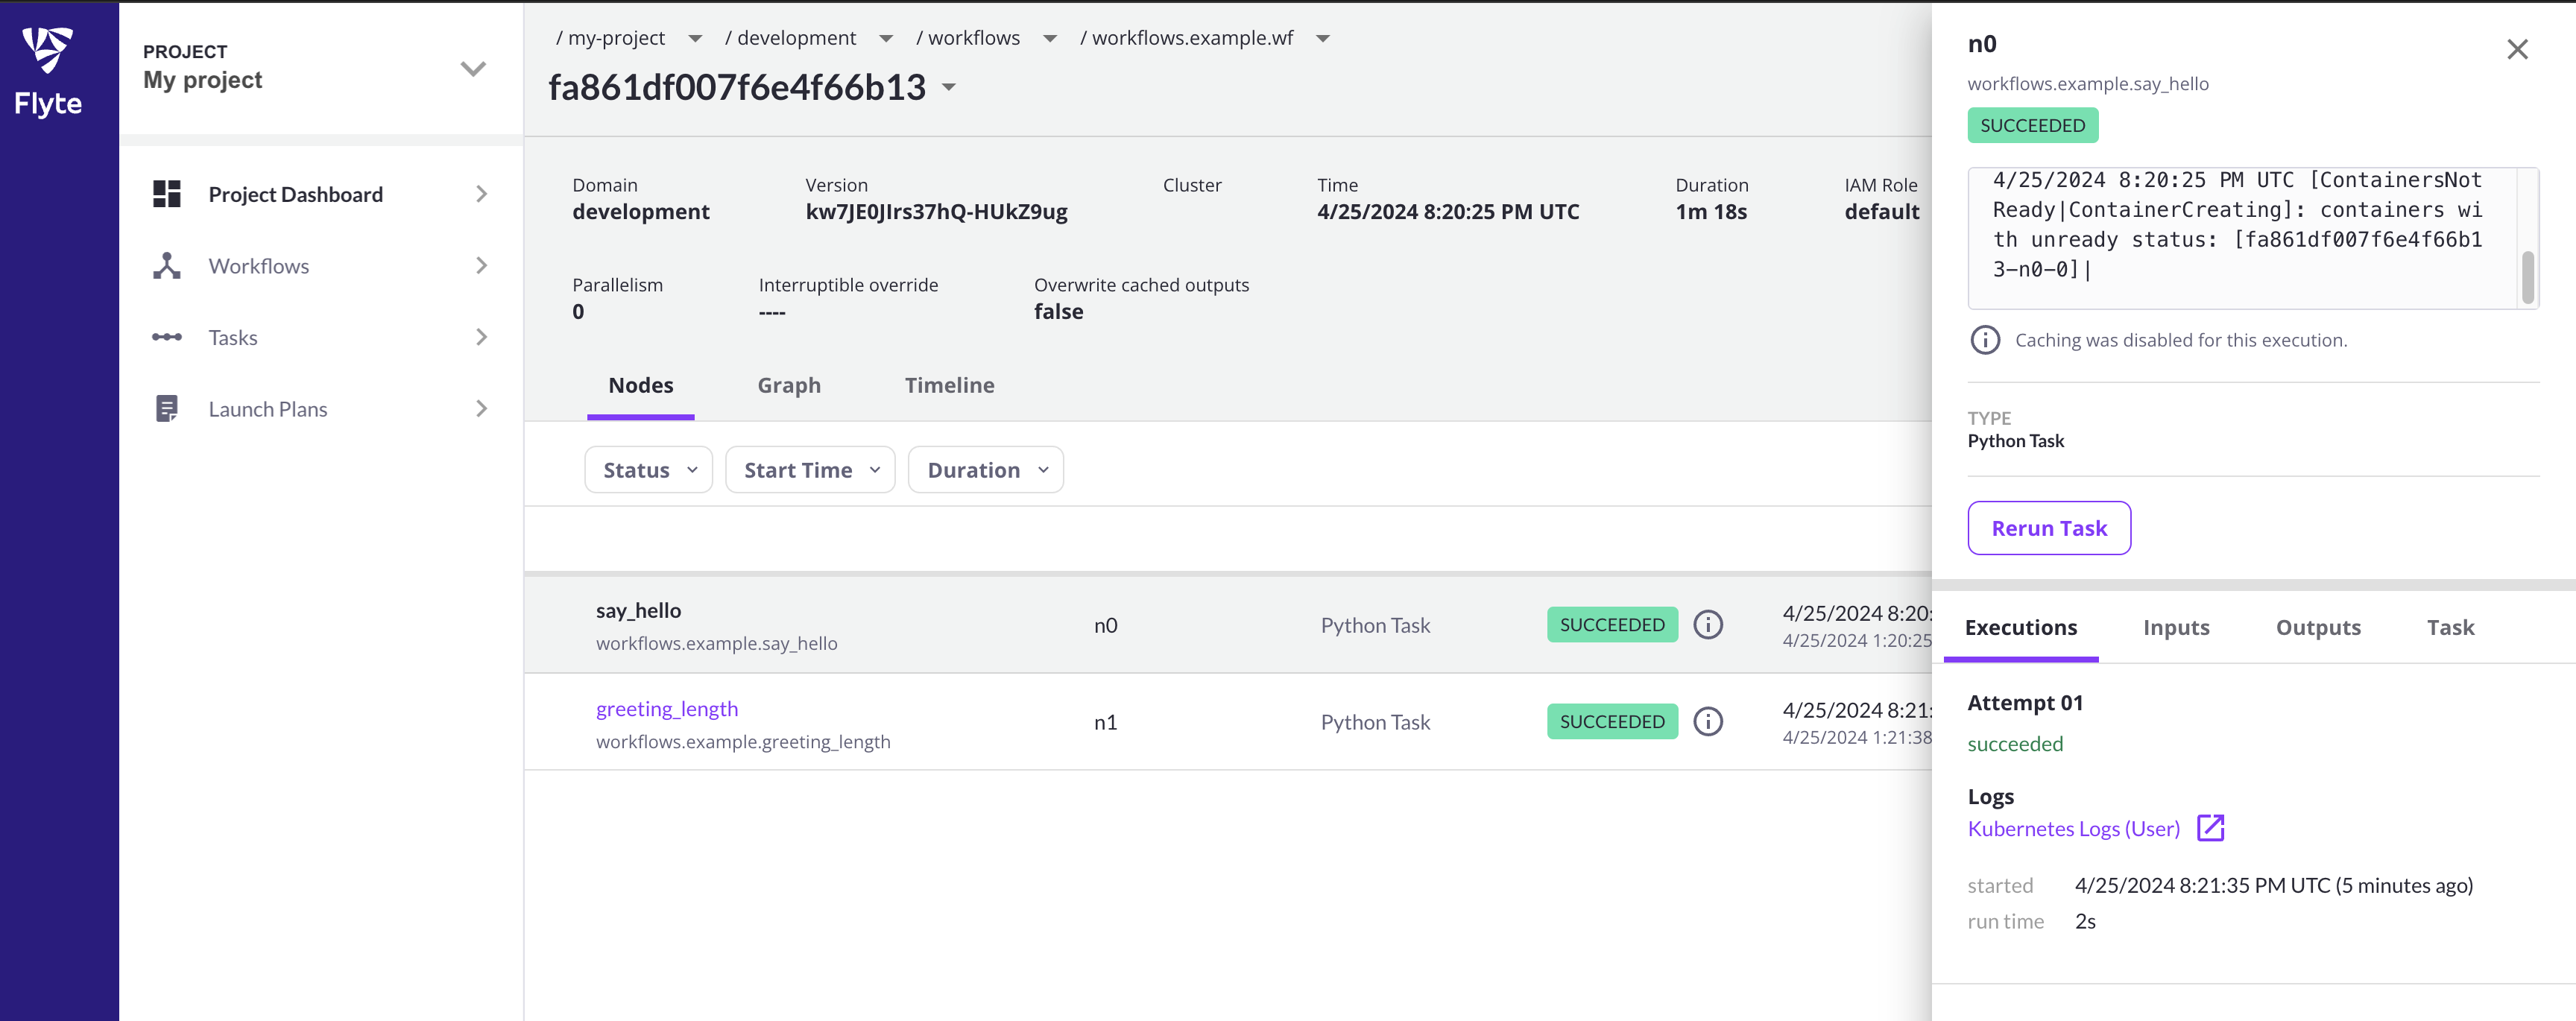 Flyte
PROJECT
My project
Project Dashboard
Workflows
Tasks
Launch Plans
/ my-project / development / workflows / workflows.example.wf
fa861df007f6e4f66b13
Domain Version Cluster Time Duration IAM Role
development kw7JE0JIrs37hQ-HUkZ9ug 4/25/2024 8:20:25 PM UTC 1m 18s default
Parallelism Interruptible override Overwrite cached outputs
0 ---- false
Nodes Graph Timeline
Status Start Time Duration
say_hello
workflows.example.say_hello
n0
Python Task
SUCCEEDED
4/25/2024 8:20:
4/25/2024 1:20:25
greeting_length
workflows.example.greeting_length
n1
Python Task
SUCCEEDED
4/25/2024 8:21:
4/25/2024 1:21:38
n0
workflows.example.say_hello
SUCCEEDED
4/25/2024 8:20:25 PM UTC [ContainersNot
Ready|ContainerCreating]: containers wi
th unready status: [fa861df007f6e4f66b1
3-n0-0]|
Caching was disabled for this execution.
TYPE
Python Task
Rerun Task
Executions Inputs Outputs Task
Attempt 01
succeeded
Logs
Kubernetes Logs (User)
started 4/25/2024 8:21:35 PM UTC (5 minutes ago)
run time 2s